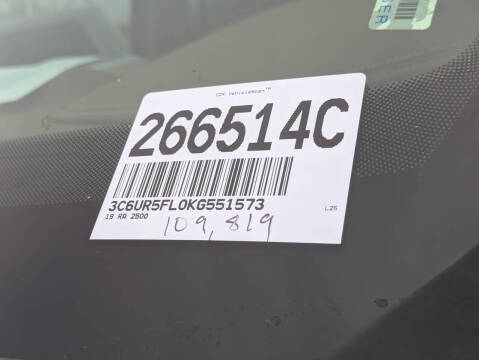 CDK VehicleScan™
266514C
3C6UR5FL0KG551573
19 RA 2500 L25
109,819